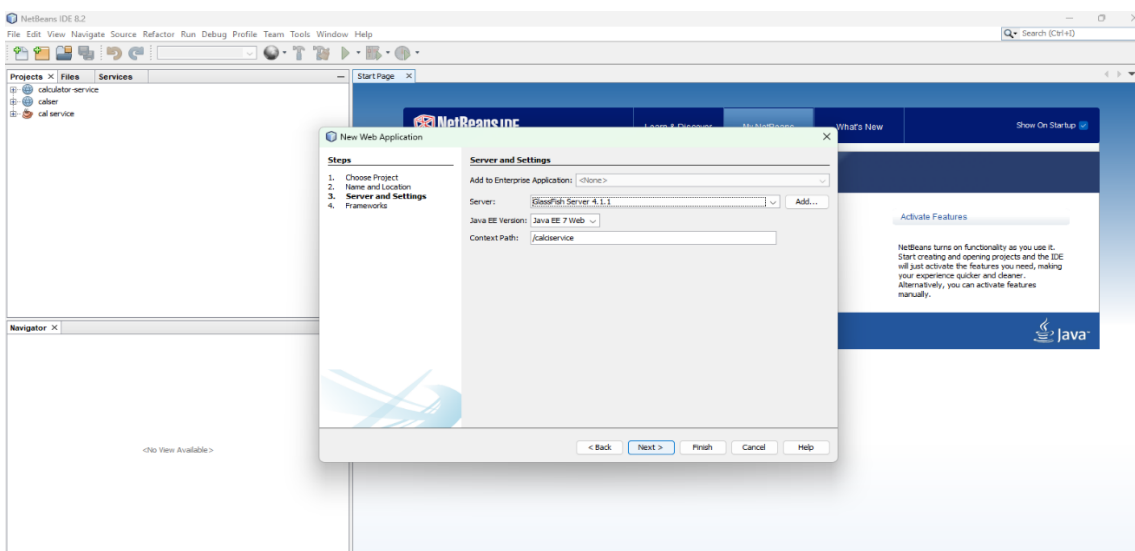 NetBeans IDE 8.2
File Edit View Navigate Source Refactor Run Debug Profile Team Tools Window Help
Search (Ctrl+I)
Projects Files Services
Start Page
calculator-service
calser
cal service
NetBeans IDE
Learn & Discover My NetBeans What's New Show On Startup
New Web Application
Steps
1. Choose Project
2. Name and Location
3. Server and Settings
4. Frameworks
Server and Settings
Add to Enterprise Application: <None>
Server: GlassFish Server 4.1.1 Add...
Java EE Version: Java EE 7 Web
Context Path: /calciservice
< Back Next > Finish Cancel Help
Activate Features
NetBeans turns on functionality as you use it.
Start creating and opening projects and the IDE
will just activate the features you need, making
your experience quicker and cleaner.
Alternatively, you can activate features
manually.
Java
Navigator
<No View Available>